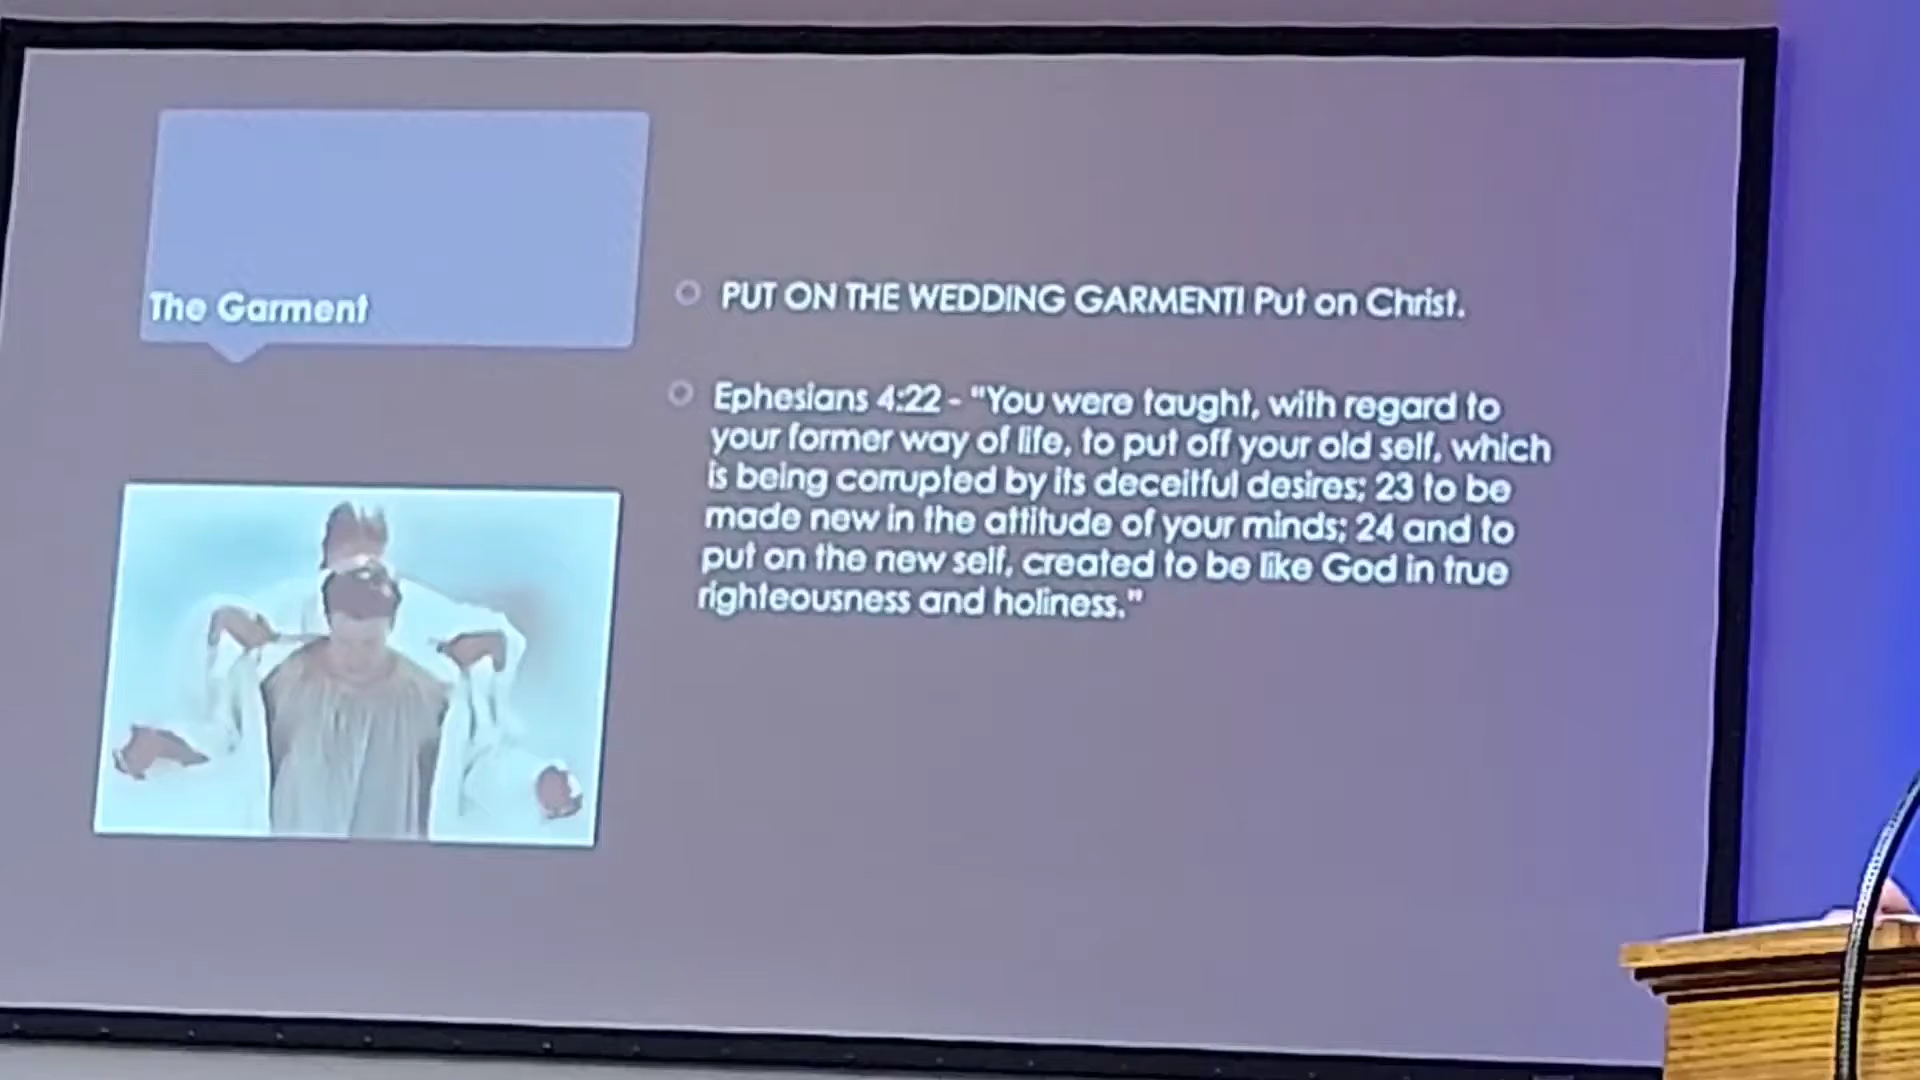 The Garment
PUT ON THE WEDDING GARMENT! Put on Christ.
Ephesians 4:22 - "You were taught, with regard to
your former way of life, to put off your old self, which
is being corrupted by its deceitful desires; 23 to be
made new in the attitude of your minds; 24 and to
put on the new self, created to be like God in true
righteousness and holiness."